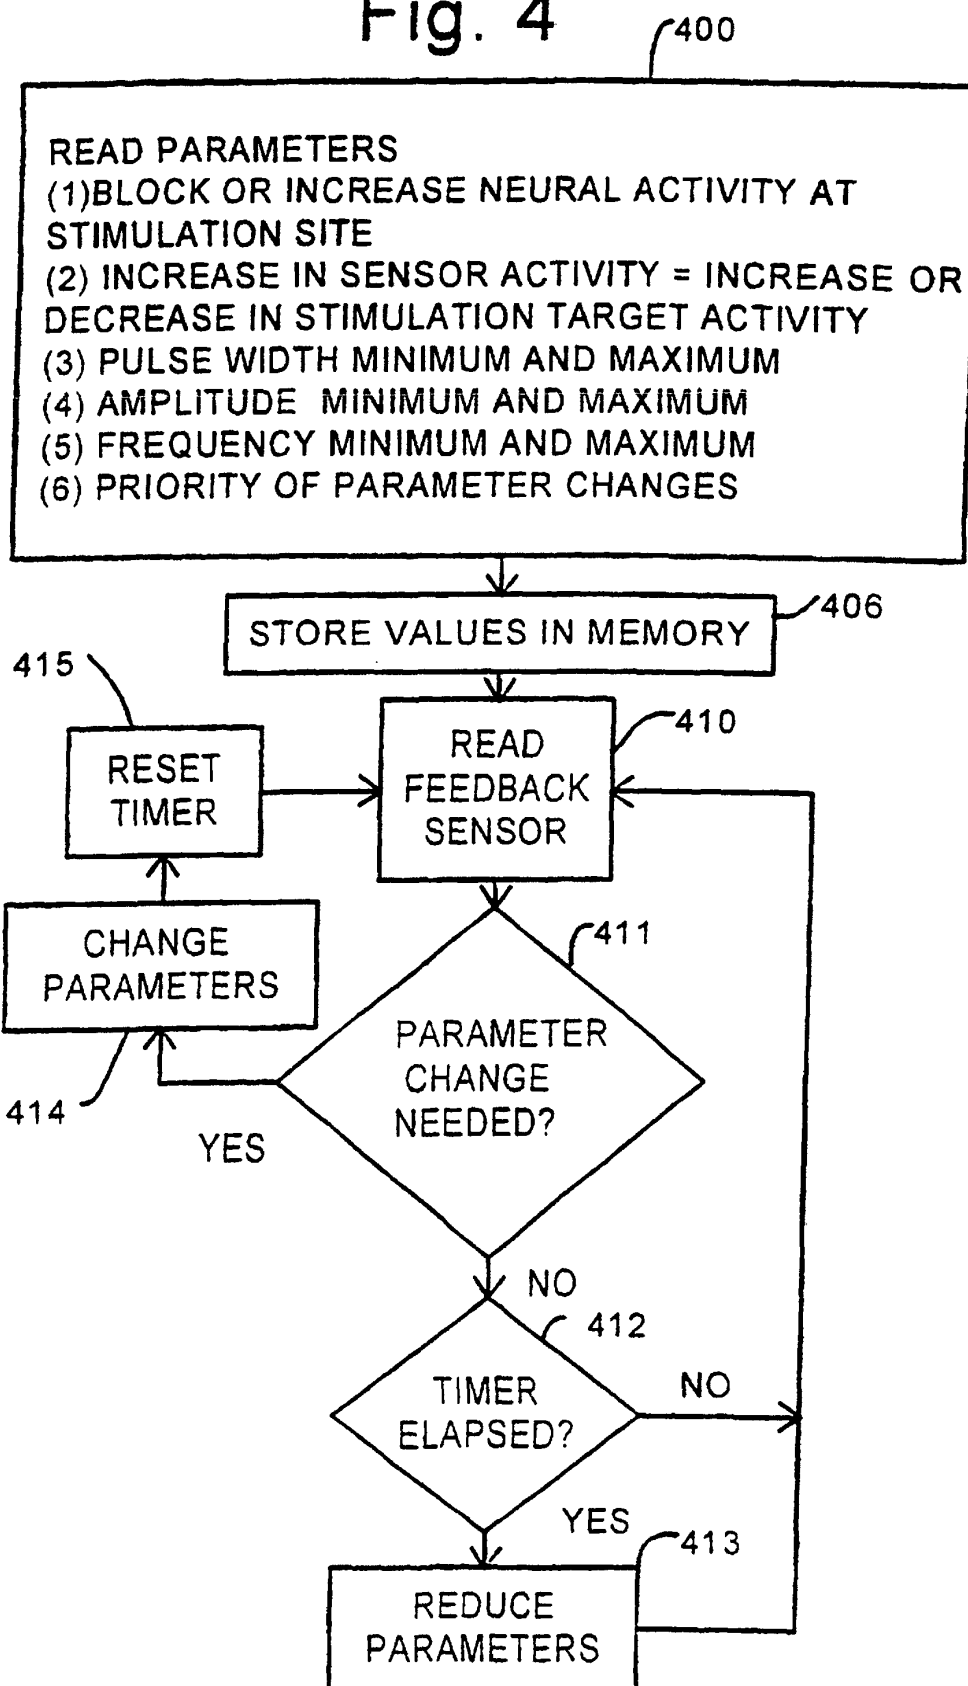 Fig. 4
400
READ PARAMETERS
(1)BLOCK OR INCREASE NEURAL ACTIVITY AT
STIMULATION SITE
(2) INCREASE IN SENSOR ACTIVITY = INCREASE OR
DECREASE IN STIMULATION TARGET ACTIVITY
(3) PULSE WIDTH MINIMUM AND MAXIMUM
(4) AMPLITUDE MINIMUM AND MAXIMUM
(5) FREQUENCY MINIMUM AND MAXIMUM
(6) PRIORITY OF PARAMETER CHANGES
406
STORE VALUES IN MEMORY
415
410
READ
FEEDBACK
SENSOR
RESET
TIMER
411
CHANGE
PARAMETERS
PARAMETER
CHANGE
NEEDED?
414
YES
NO
412
TIMER
ELAPSED?
NO
YES
413
REDUCE
PARAMETERS